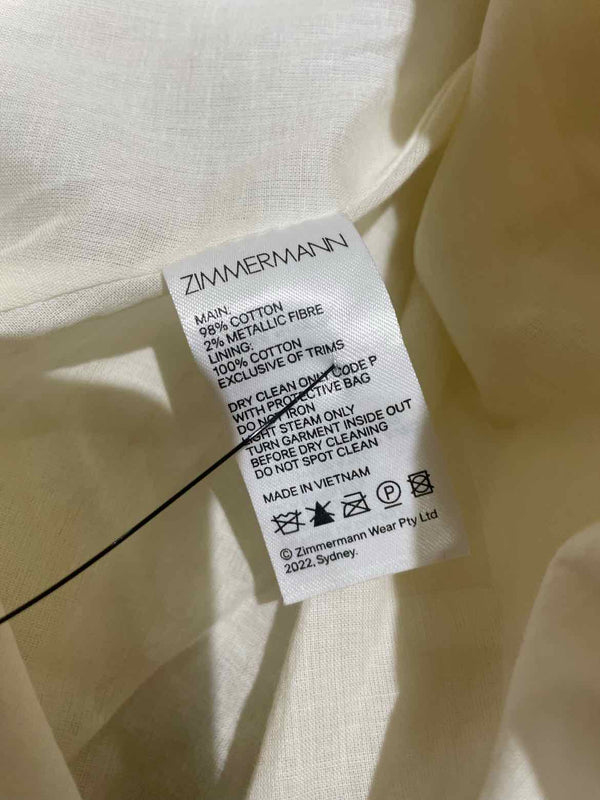 ZIMMERMANN
MAIN:
98% COTTON
2% METALLIC FIBRE
LINING:
100% COTTON
EXCLUSIVE OF TRIMS
DRY CLEAN ONLY CODE P
WITH PROTECTIVE BAG
DO NOT IRON
LIGHT STEAM ONLY
TURN GARMENT INSIDE OUT
BEFORE DRY CLEANING
DO NOT SPOT CLEAN
MADE IN VIETNAM
P
© Zimmermann Wear Pty Ltd
2022, Sydney.